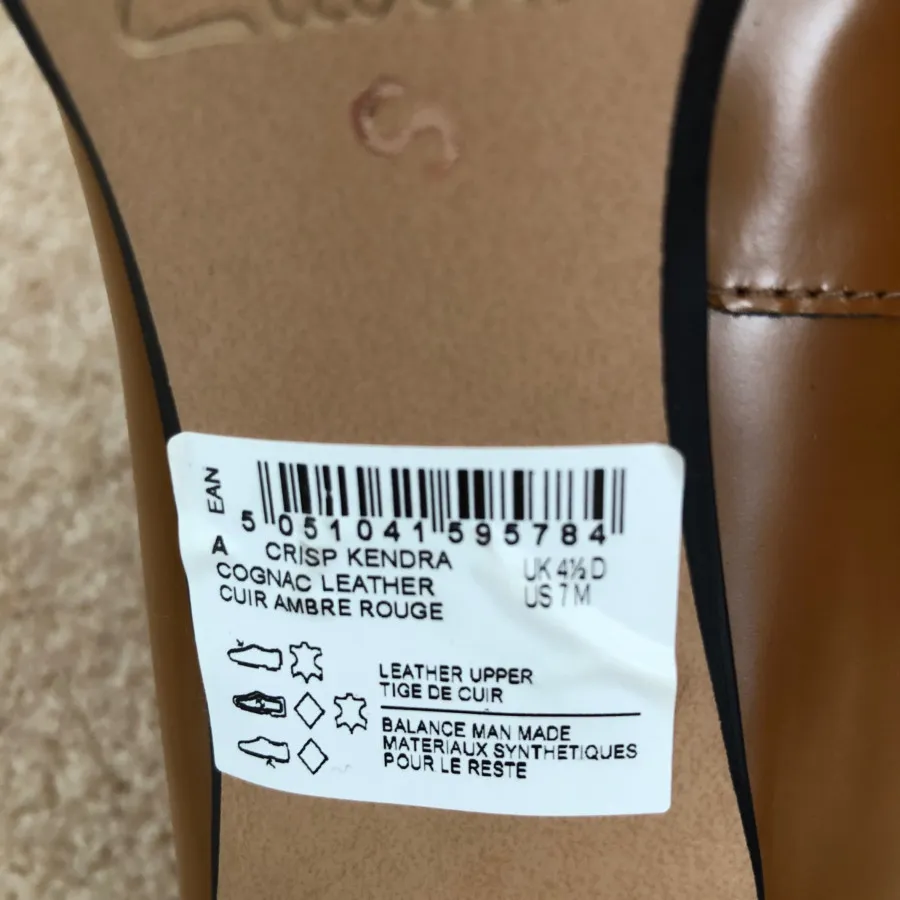 S
EAN
5 051041 595784
A CRISP KENDRA
COGNAC LEATHER
CUIR AMBRE ROUGE
UK 4½ D
US 7 M
LEATHER UPPER
TIGE DE CUIR
BALANCE MAN MADE
MATERIAUX SYNTHETIQUES
POUR LE RESTE